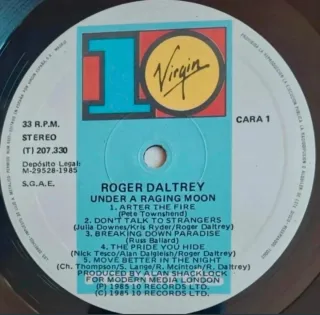 10
Virgin
33 R.P.M.
STEREO
(T) 207.330
Depósito Legal:
M-29528-1985
S.G.A.E.
CARA 1
ROGER DALTREY
UNDER A RAGING MOON
1. ARTER THE FIRE
(Pete Townshend)
2. DON'T TALK TO STRANGERS
(Julia Downes/Kris Ryder/Roger Daltrey)
3. BREAKING DOWN PARADISE
(Russ Ballard)
4. THE PRIDE YOU HIDE
(Nick Tesco/Alan Dalgleish/Roger Daltrey)
5. MOVE BETTER IN THE NIGHT
(Ch. Thompson/S. Lange/R. McIntosh/R. Daltrey)
PRODUCED BY ALAN SHACKLOCK
FOR MODERN MEDIA LONDON
(P) 1985 10 RECORDS LTD.
(C) 1985 10 RECORDS LTD.